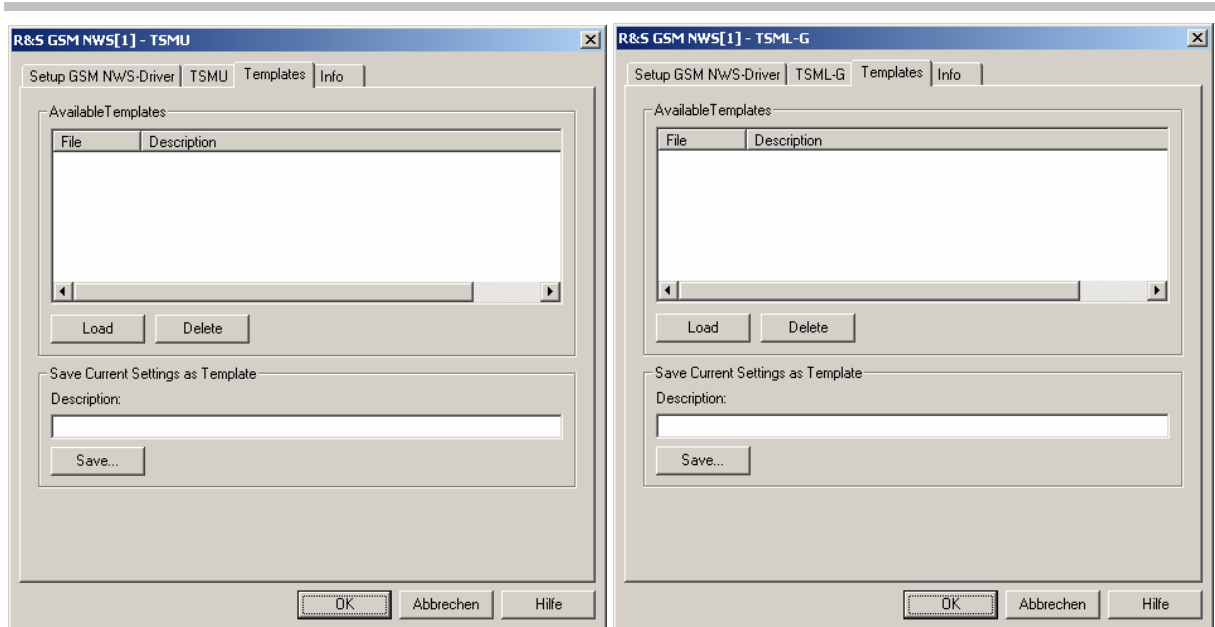 R&S GSM NWS[1] - TSMU
Setup GSM NWS-Driver TSMU Templates Info
AvailableTemplates
File Description
Load Delete
Save Current Settings as Template
Description:
Save...
OK Abbrechen Hilfe
R&S GSM NWS[1] - TSML-G
Setup GSM NWS-Driver TSML-G Templates Info
AvailableTemplates
File Description
Load Delete
Save Current Settings as Template
Description:
Save...
OK Abbrechen Hilfe